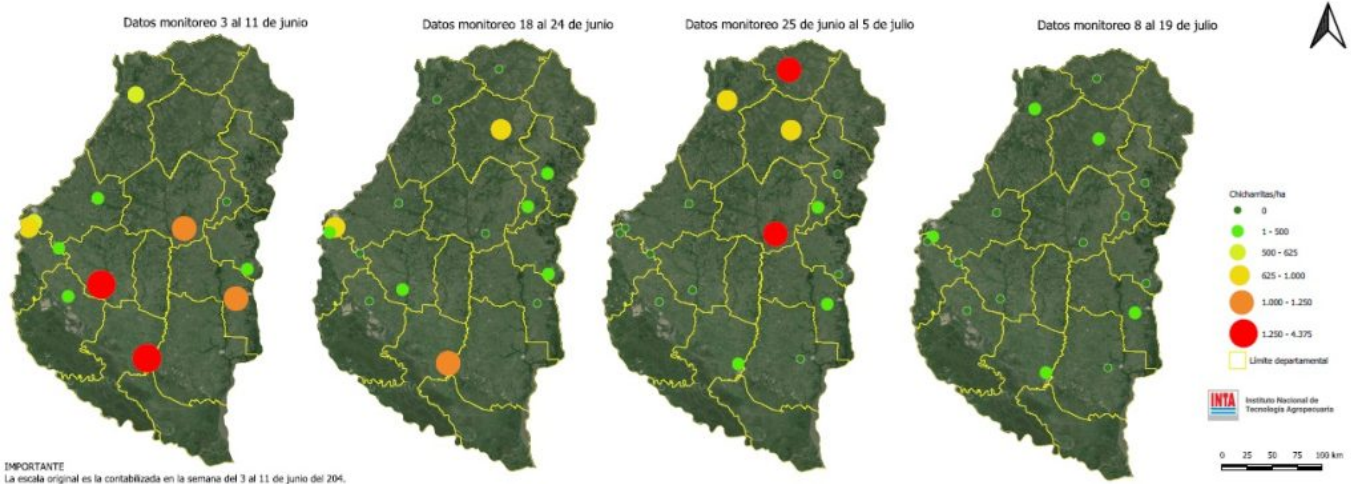 Datos monitoreo 3 al 11 de junio
Datos monitoreo 18 al 24 de junio
Datos monitoreo 25 de junio al 5 de julio
Datos monitoreo 8 al 19 de julio
Chicharritas/ha
0
1 - 500
500 - 625
625 - 1.000
1.000 - 1.250
1.250 - 4.375
Límite departamental
INTA
Instituto Nacional de
Tecnología Agropecuaria
0 25 50 75 100 km
IMPORTANTE
La escala original es la contabilizada en la semana del 3 al 11 de junio del 204.